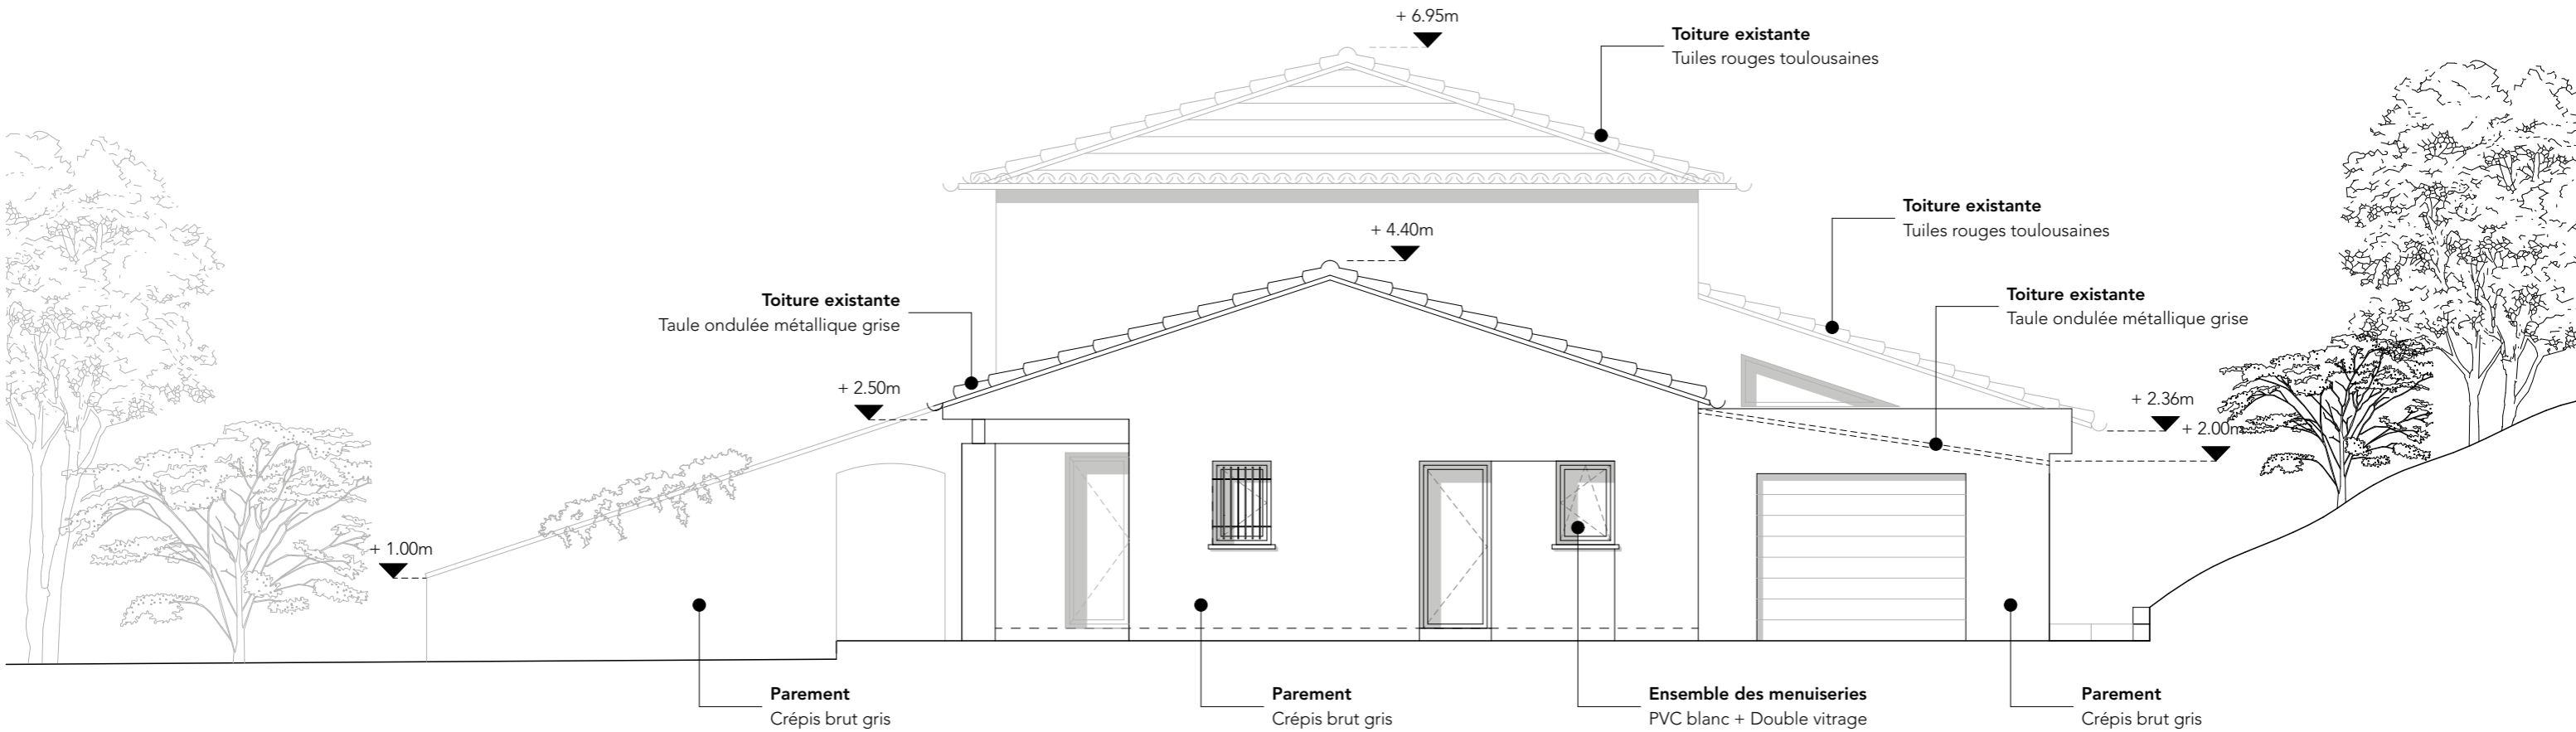 + 6.95m
Toiture existante
Tuiles rouges toulousaines
Toiture existante
Tuiles rouges toulousaines
+ 4.40m
Toiture existante
Taule ondulée métallique grise
Toiture existante
Taule ondulée métallique grise
+ 2.50m
+ 2.36m
+ 2.00m
+ 1.00m
Parement
Crépis brut gris
Parement
Crépis brut gris
Ensemble des menuiseries
PVC blanc + Double vitrage
Parement
Crépis brut gris